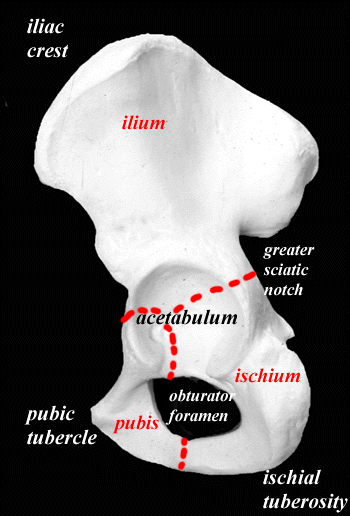 iliac
crest
ilium
greater
sciatic
notch
acetabulum
ischium
obturator
foramen
pubis
pubic
tubercle
ischial
tuberosity